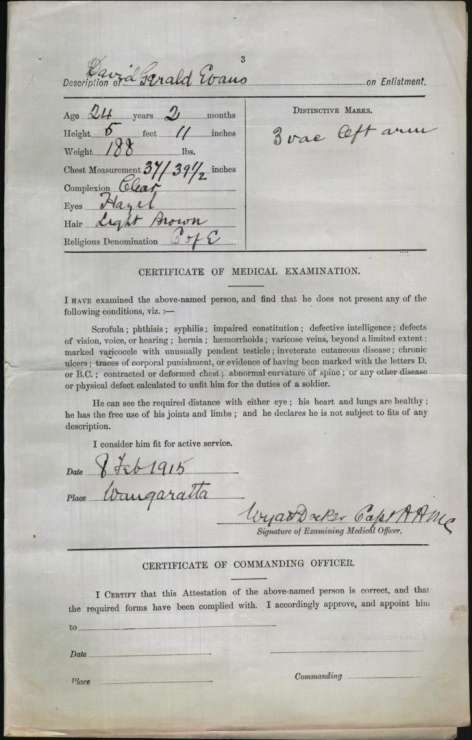 3
David Gerald Evans
Description of on Enlistment.
Age 24 years 2 months
Height 5 feet 11 inches
Weight 188 lbs.
Chest Measurement 37/39½ inches
Complexion Clear
Eyes Hazel
Hair Light Brown
Religious Denomination C of E
DISTINCTIVE MARKS.
3 vac left arm
CERTIFICATE OF MEDICAL EXAMINATION.
I HAVE examined the above-named person, and find that he does not present any of the
following conditions, viz. :—
Scrofula; phthisis; syphilis; impaired constitution; defective intelligence; defects
of vision, voice, or hearing; hernia; hæmorrhoids; varicose veins, beyond a limited extent;
marked varicocele with unusually pendent testicle; inveterate cutaneous disease; chronic
ulcers; traces of corporal punishment, or evidence of having been marked with the letters D.
or B.C.; contracted or deformed chest; abnormal curvature of spine; or any other disease
or physical defect calculated to unfit him for the duties of a soldier.
He can see the required distance with either eye; his heart and lungs are healthy;
he has the free use of his joints and limbs; and he declares he is not subject to fits of any
description.
I consider him fit for active service.
Date 8 Feb 1915
Place Wangaratta
Docker Capt AAMC
Signature of Examining Medical Officer.
CERTIFICATE OF COMMANDING OFFICER.
I CERTIFY that this Attestation of the above-named person is correct, and that
the required forms have been complied with. I accordingly approve, and appoint him
to
Date
Place Commanding